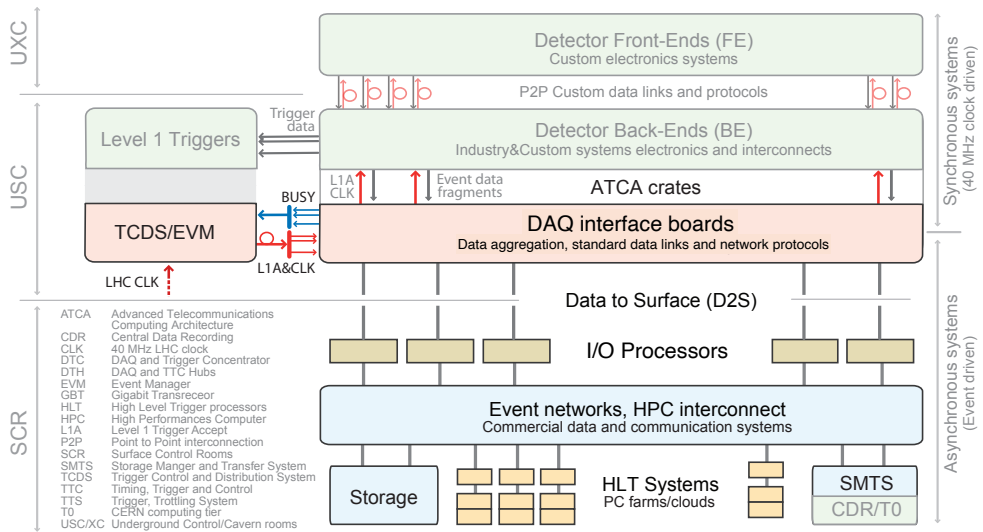 UXC
Detector Front-Ends (FE)
Custom electronics systems
P2P Custom data links and protocols
Synchronous systems
(40 MHz clock driven)
USC
Level 1 Triggers
Trigger
data
Detector Back-Ends (BE)
Industry&Custom systems electronics and interconnects
L1A
CLK
Event data
fragments
ATCA crates
BUSY
TCDS/EVM
L1A&CLK
LHC CLK
DAQ interface boards
Data aggregation, standard data links and network protocols
Data to Surface (D2S)
Asynchronous systems
(Event driven)
SCR
ATCA Advanced Telecommunications
Computing Architecture
CDR Central Data Recording
CLK 40 MHz LHC clock
DTC DAQ and Trigger Concentrator
DTH DAQ and TTC Hubs
EVM Event Manager
GBT Gigabit Transreceor
HLT High Level Trigger processors
HPC High Performances Computer
L1A Level 1 Trigger Accept
P2P Point to Point interconnection
SCR Surface Control Rooms
SMTS Storage Manger and Transfer System
TCDS Trigger Control and Distribution System
TTC Timing, Trigger and Control
TTS Trigger, Trottling System
T0 CERN computing tier
USC/XC Underground Control/Cavern rooms
I/O Processors
Event networks, HPC interconnect
Commercial data and communication systems
Storage
HLT Systems
PC farms/clouds
SMTS
CDR/T0